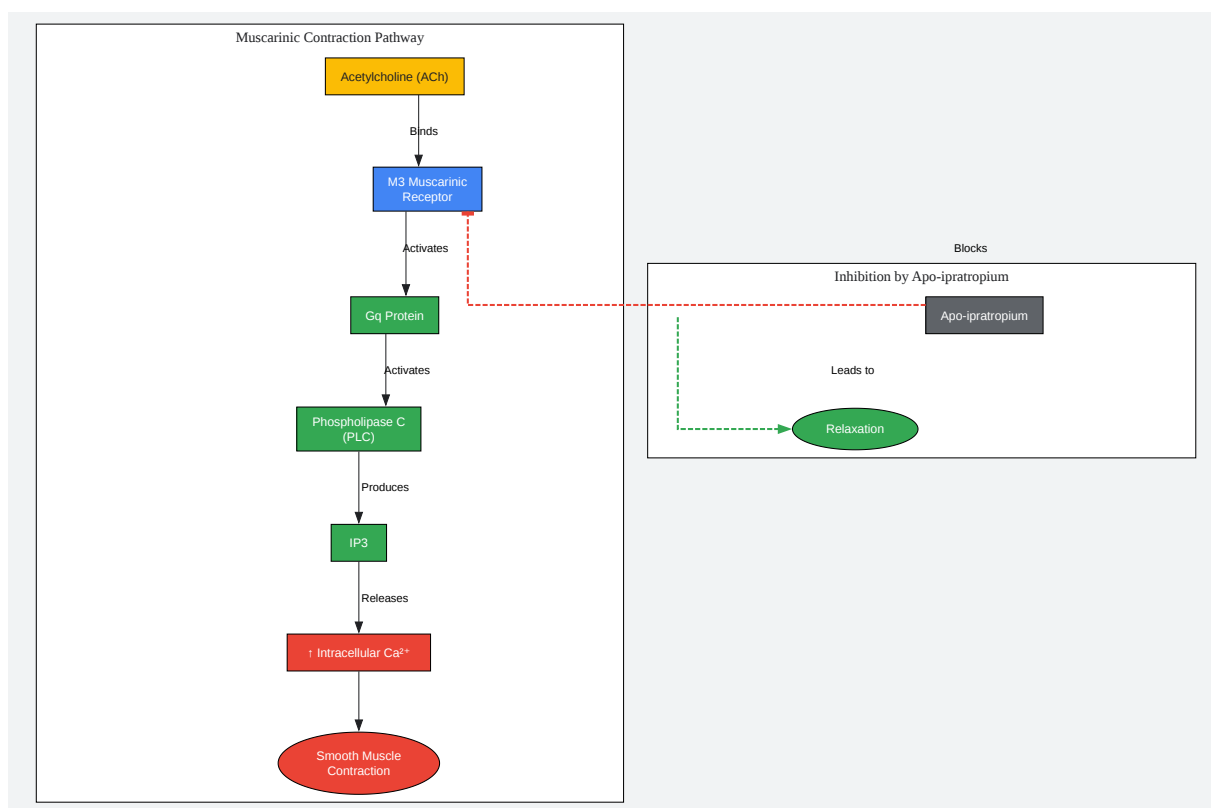 Muscarinic Contraction Pathway
Acetylcholine (ACh)
Binds
M3 Muscarinic
Receptor
Activates
Gq Protein
Activates
Phospholipase C
(PLC)
Produces
IP3
Releases
↑ Intracellular Ca²⁺
Smooth Muscle
Contraction
Blocks
Inhibition by Apo-ipratropium
Apo-ipratropium
Leads to
Relaxation